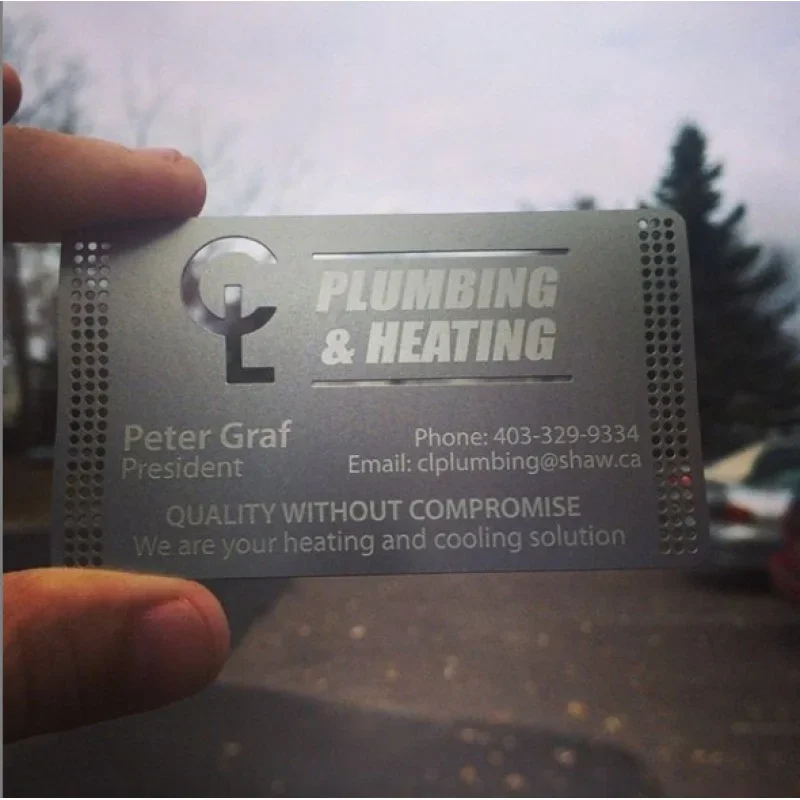 CL
PLUMBING
& HEATING
Peter Graf
President
Phone: 403-329-9334
Email: clplumbing@shaw.ca
QUALITY WITHOUT COMPROMISE
We are your heating and cooling solution